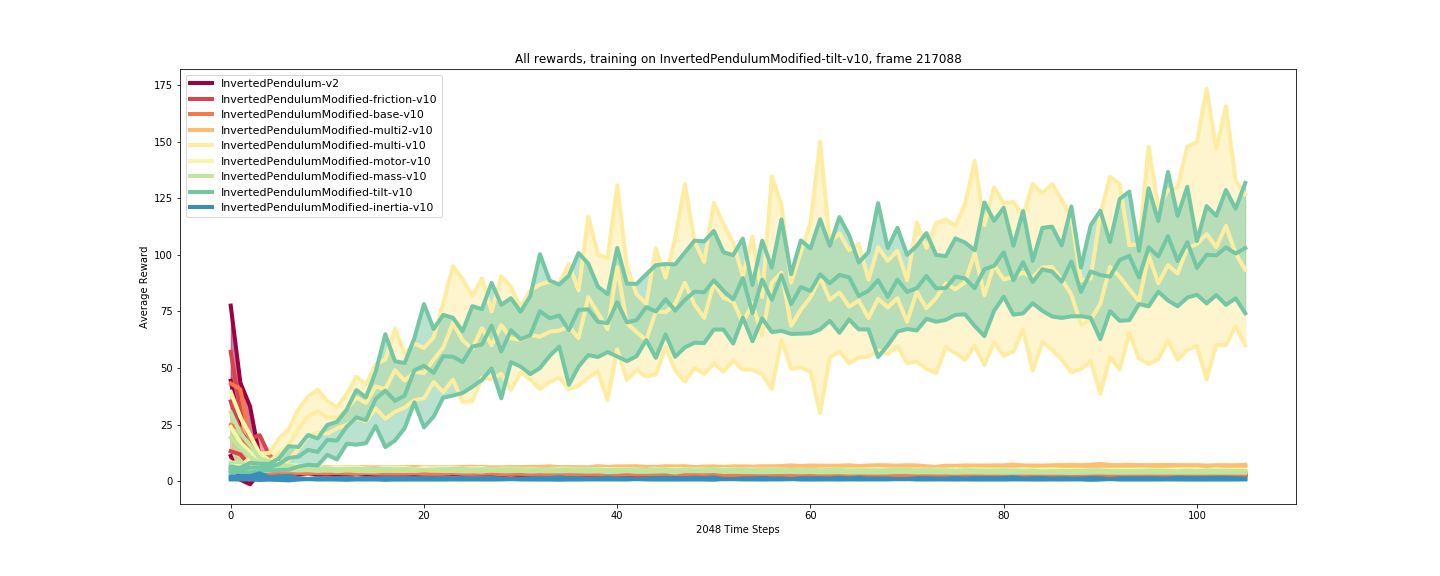 All rewards, training on InvertedPendulumModified-tilt-v10, frame 217088
InvertedPendulum-v2
InvertedPendulumModified-friction-v10
InvertedPendulumModified-base-v10
InvertedPendulumModified-multi2-v10
InvertedPendulumModified-multi-v10
InvertedPendulumModified-motor-v10
InvertedPendulumModified-mass-v10
InvertedPendulumModified-tilt-v10
InvertedPendulumModified-inertia-v10
175
150
125
100
75
50
25
0
Average Reward
0 20 40 60 80 100
2048 Time Steps